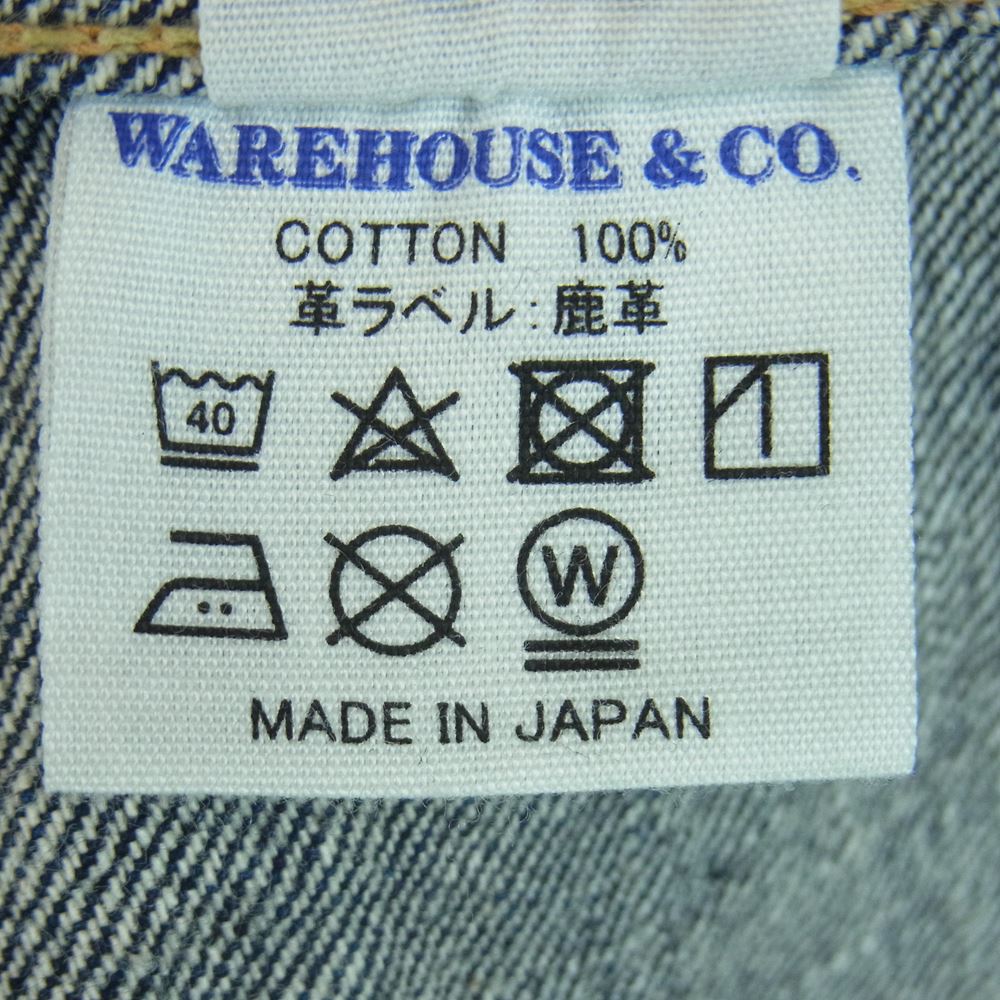 WAREHOUSE & CO.
COTTON 100%
革ラベル:鹿革
40
W
MADE IN JAPAN